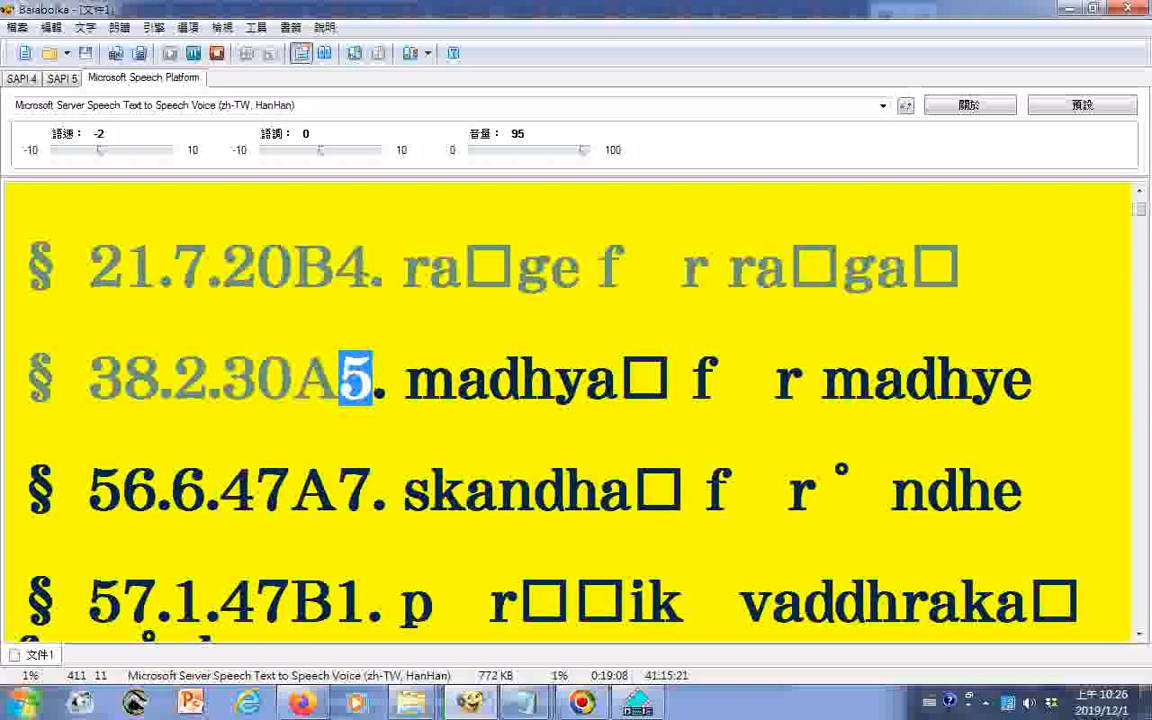 Balabolka - [文件1]
檔案 編輯 文字 朗讀 引擎 選項 檢視 工具 書籤 說明
SAPI 4 SAPI 5 Microsoft Speech Platform
Microsoft Server Speech Text to Speech Voice (zh-TW, HanHan) 關於 預設
語速： -2 語調： 0 音量： 95
-10 10 -10 10 0 100
§ 21.7.20B4. ra□ge f r ra□ga□
§ 38.2.30A5. madhya□ f r madhye
§ 56.6.47A7. skandha□ f r ° ndhe
§ 57.1.47B1. p r□□ik vaddhraka□
文件1
1% 411 11 Microsoft Server Speech Text to Speech Voice (zh-TW, HanHan) 772 KB 1% 0:19:08 41:15:21
上午 10:26
2019/12/1